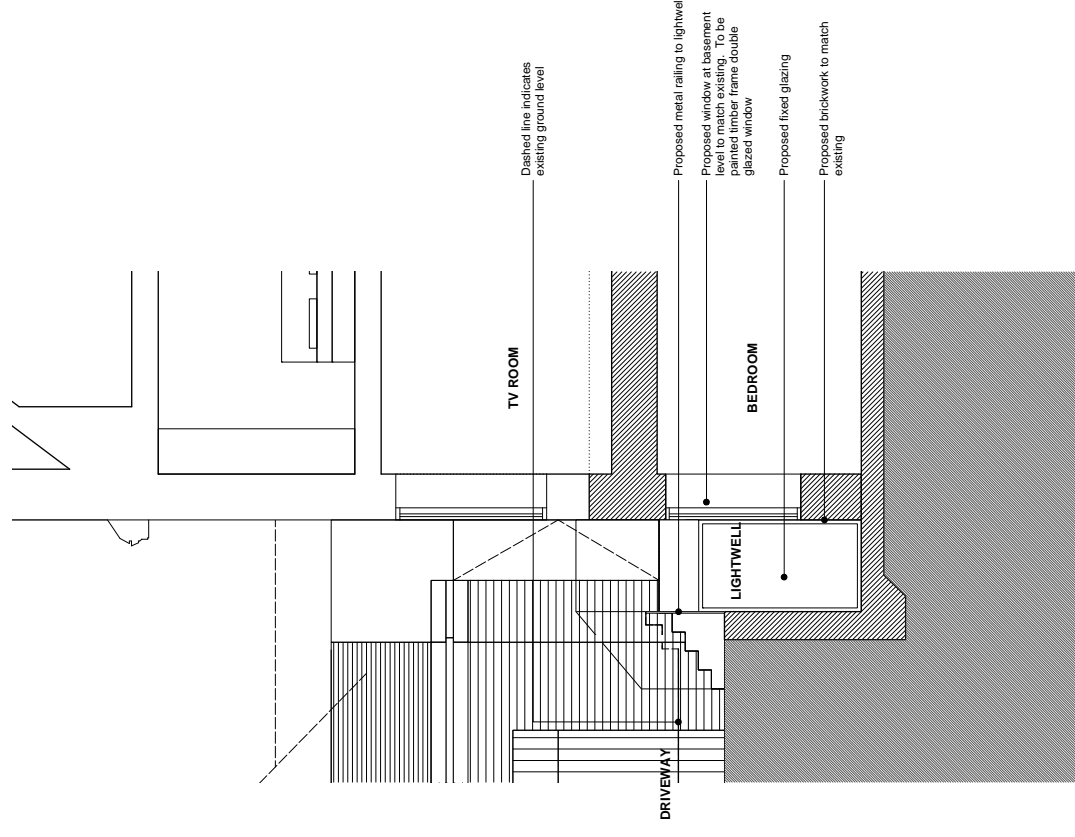 Dashed line indicates
existing ground level
Proposed metal railing to lightwell
Proposed window at basement
level to match existing.  To be
painted timber frame double
glazed window
Proposed fixed glazing
Proposed brickwork to match
existing
TV ROOM
BEDROOM
LIGHTWELL
DRIVEWAY